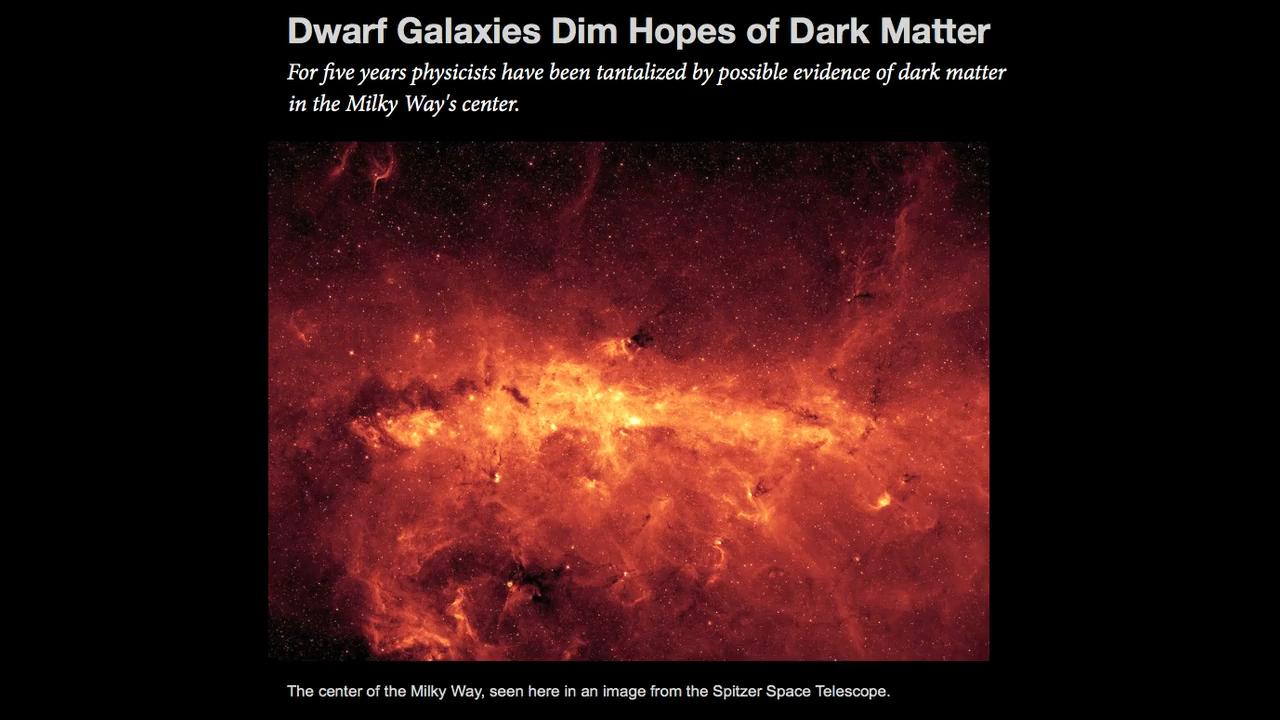 Dwarf Galaxies Dim Hopes of Dark Matter
For five years physicists have been tantalized by possible evidence of dark matter
in the Milky Way's center.
The center of the Milky Way, seen here in an image from the Spitzer Space Telescope.